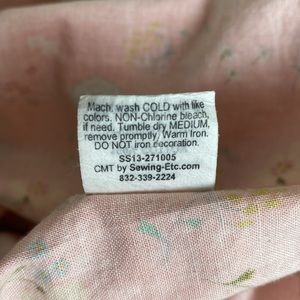 Mach. wash COLD with like
colors. NON-Chlorine bleach,
if need. Tumble dry MEDIUM,
remove promptly, Warm Iron.
DO NOT iron decoration.
SS13-271005
CMT by Sewing-Etc.com
832-339-2224